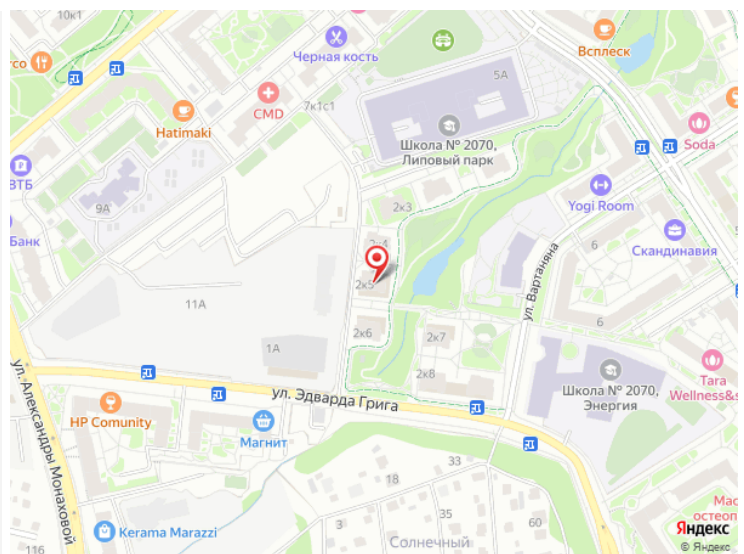 10к1
Черная кость
Всплеск
5А
7к1с1
CMD
Hatimaki
Школа № 2070,
Липовый парк
Soda
ВТБ
Yogi Room
9А
2к3
Банк
2к4
6
Скандинавия
ул. Вартаняна
2к5
11А
6
2к6
2к7
1А
2к8
ул. Александры Монаховой
ул. Эдварда Грига
Школа № 2070,
Энергия
Tara
Wellness&s
HP Comunity
Магнит
33
18
35
Мас
остеоп
3
60
Kerama Marazzi
Солнечный
116
Яндекс
© Яндекс